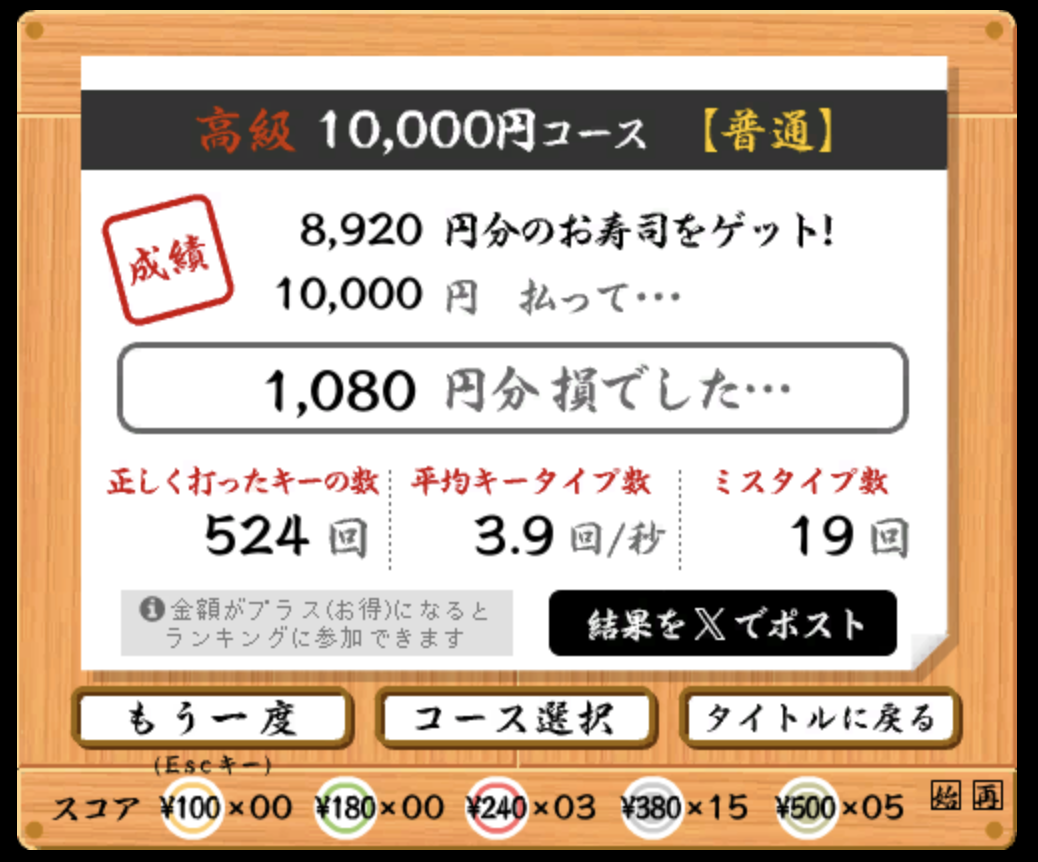 高級 10,000円コース 【普通】
成績
8,920 円分のお寿司をゲット!
10,000 円 払って…
1,080 円分 損でした…
正しく打ったキーの数 平均キータイプ数 ミスタイプ数
524 回 3.9 回/秒 19 回
i 金額がプラス(お得)になると
ランキングに参加できます
結果を X でポスト
もう一度 コース選択 タイトルに戻る
(Escキー)
スコア ¥100×00 ¥180×00 ¥240×03 ¥380×15 ¥500×05 始 再